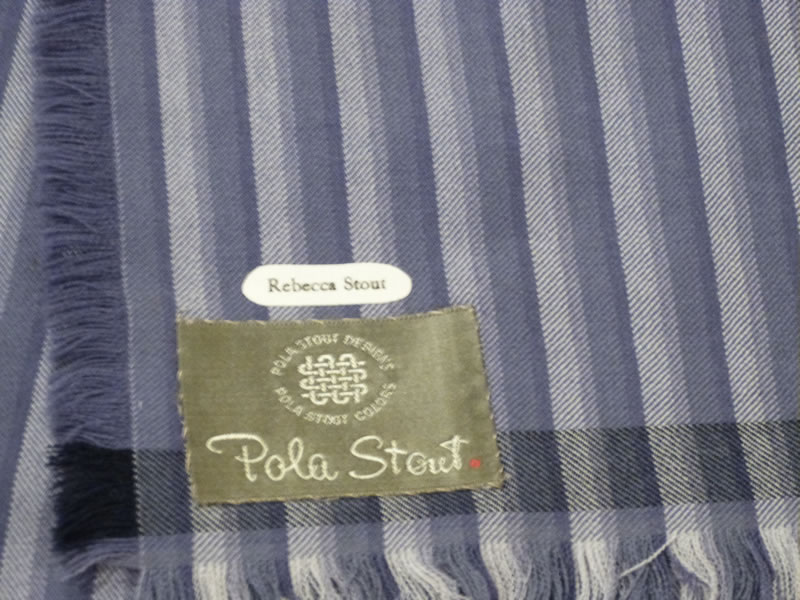 Rebecca Stout
POLA STOUT DESIGNS
POLA STOUT COLORS
Pola Stout.